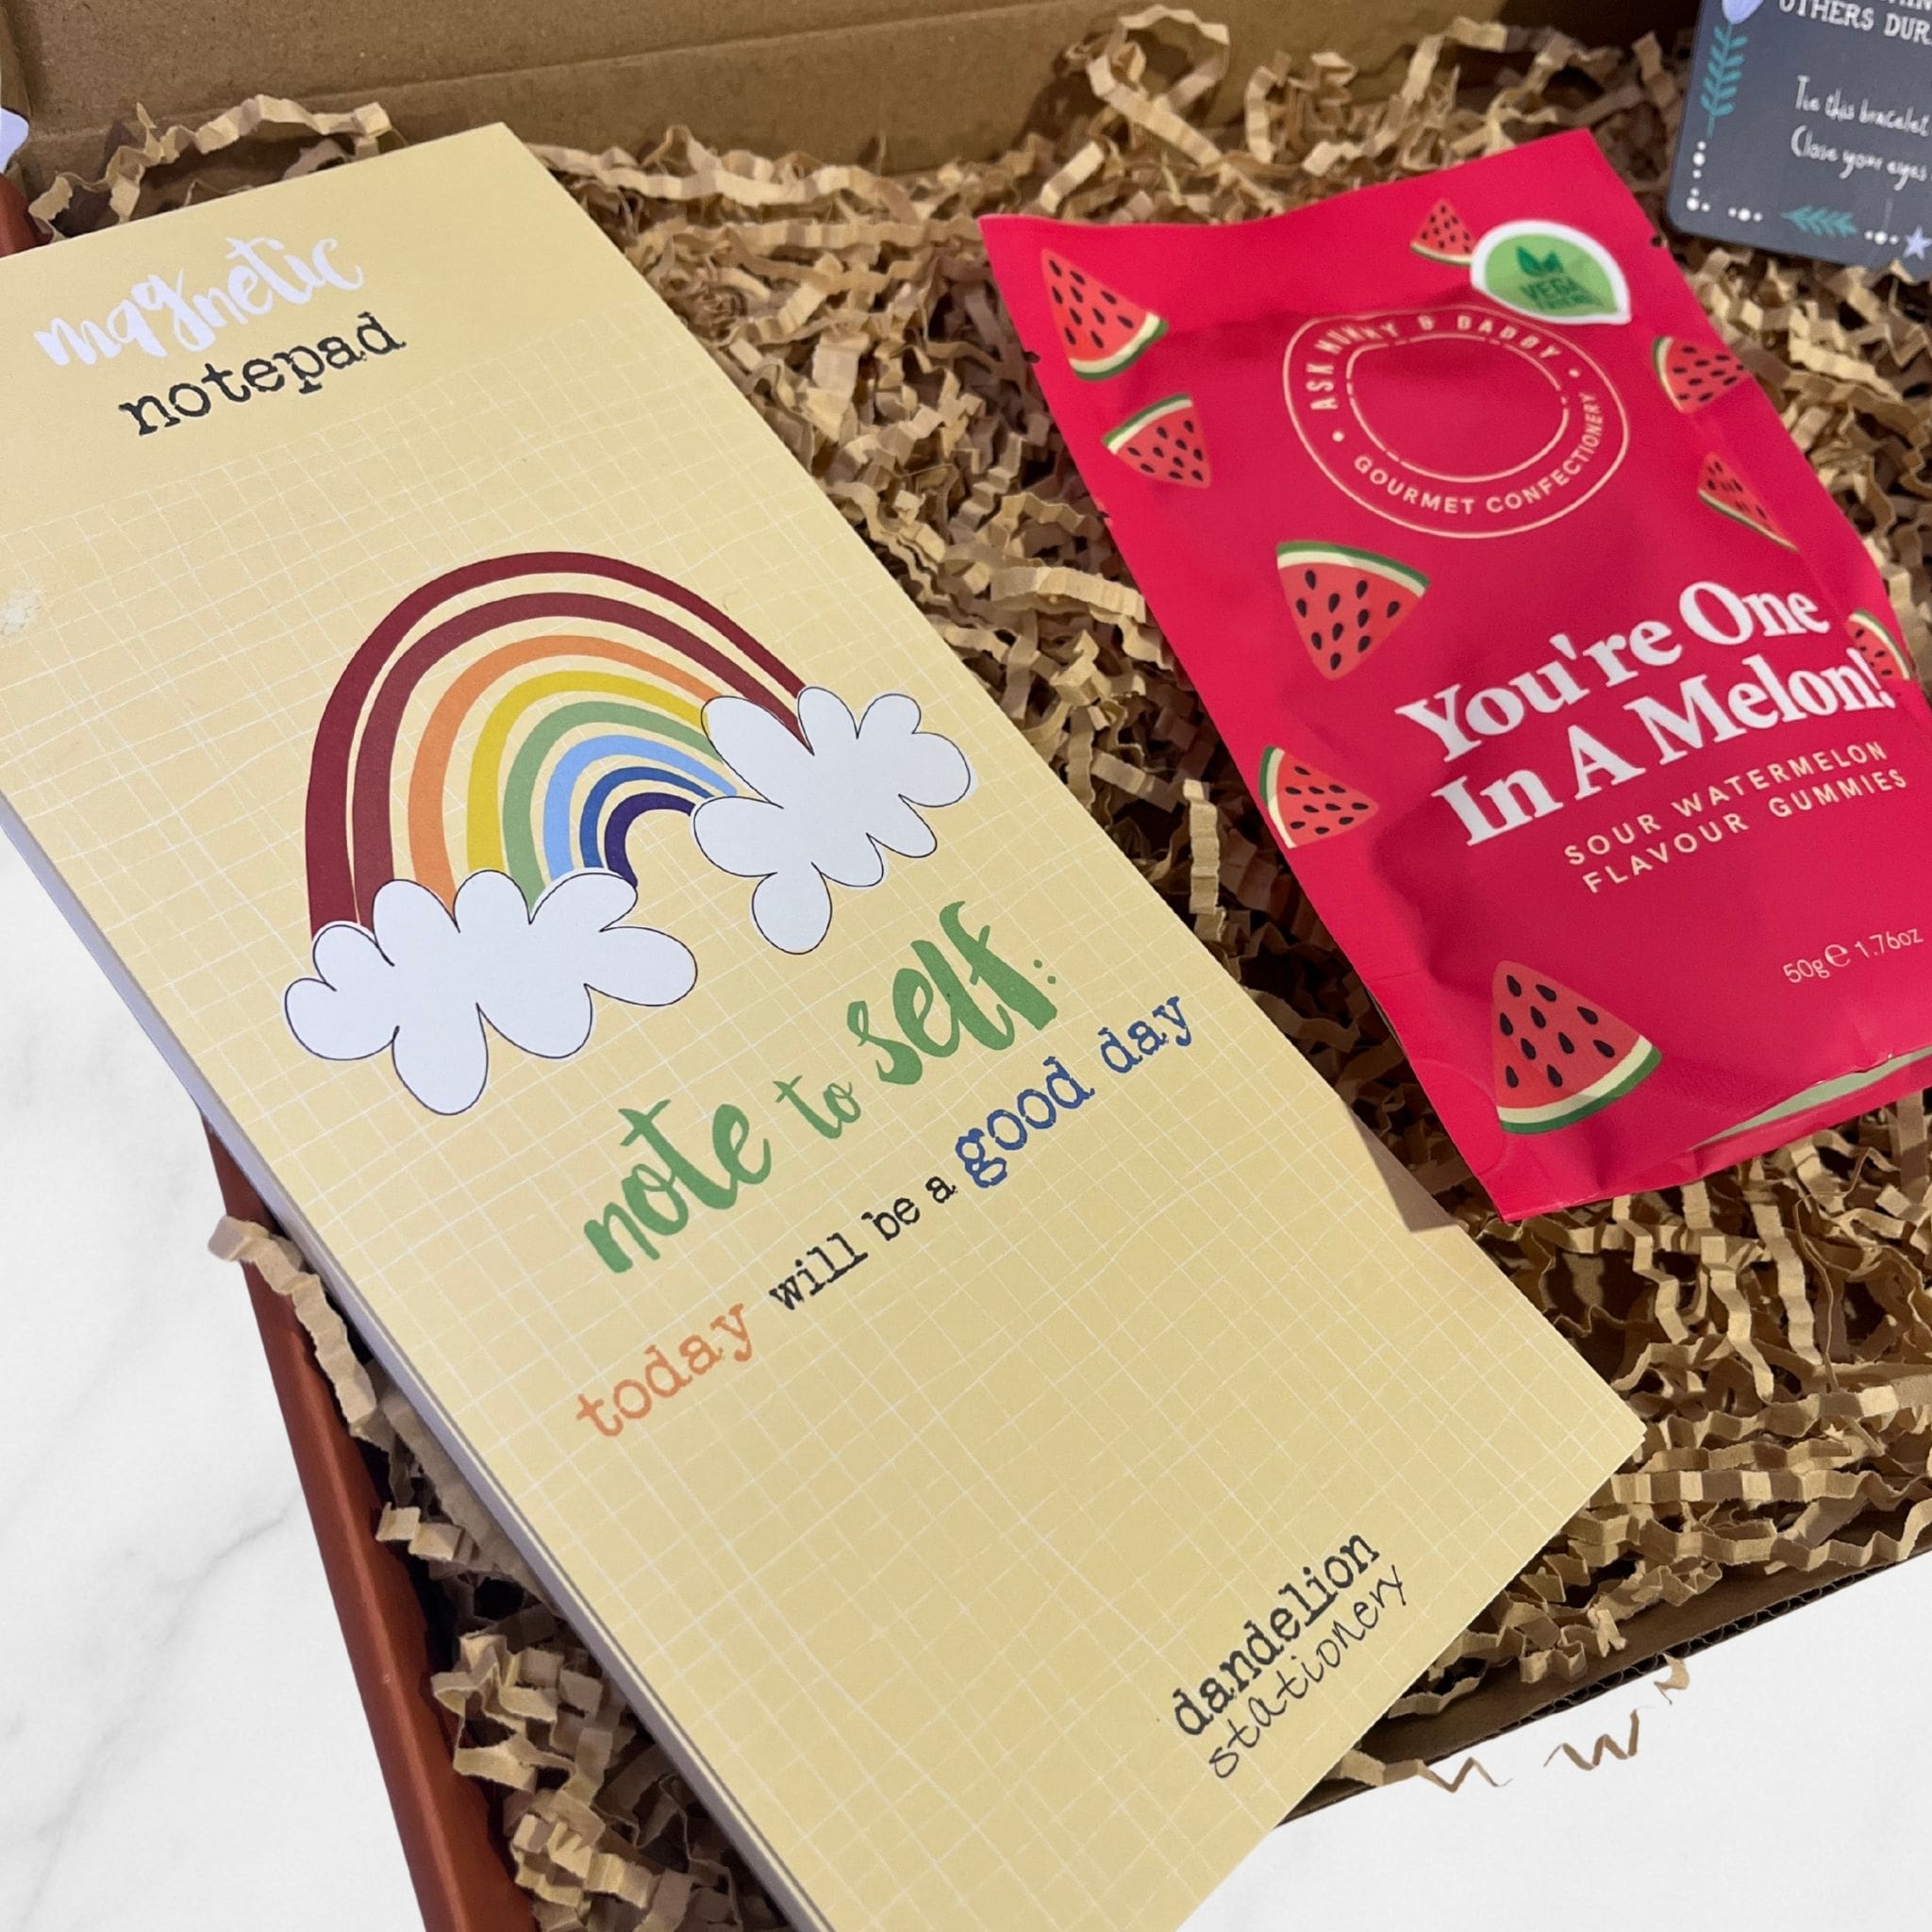 magnetic
notepad
note to self:
today will be a good day
dandelion
stationery
ASK MUMMY & DADDY
GOURMET CONFECTIONERY
You're One
In A Melon!
SOUR WATERMELON
FLAVOUR GUMMIES
50g℮ 1.76oz
OTHERS
Tie this bracelet
Close your eyes